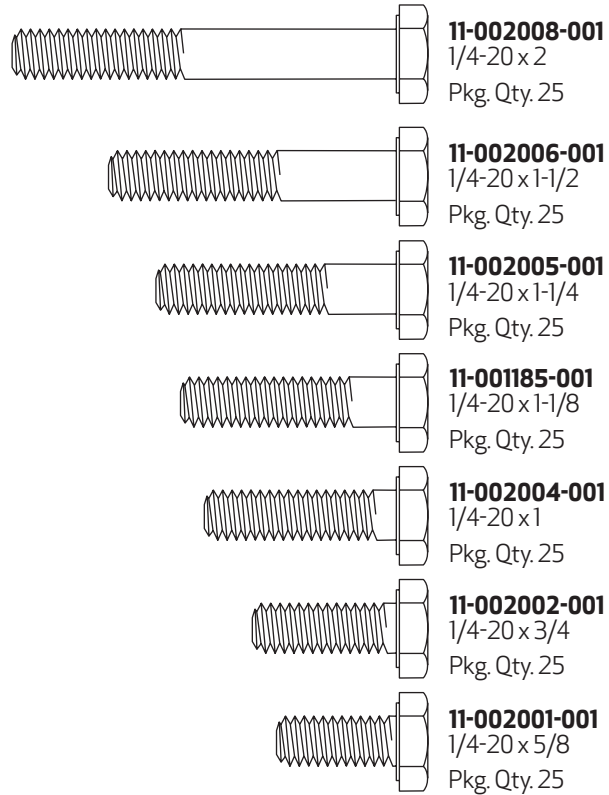 11-002008-001
1/4-20 x 2
Pkg. Qty. 25
11-002006-001
1/4-20 x 1-1/2
Pkg. Qty. 25
11-002005-001
1/4-20 x 1-1/4
Pkg. Qty. 25
11-001185-001
1/4-20 x 1-1/8
Pkg. Qty. 25
11-002004-001
1/4-20 x 1
Pkg. Qty. 25
11-002002-001
1/4-20 x 3/4
Pkg. Qty. 25
11-002001-001
1/4-20 x 5/8
Pkg. Qty. 25